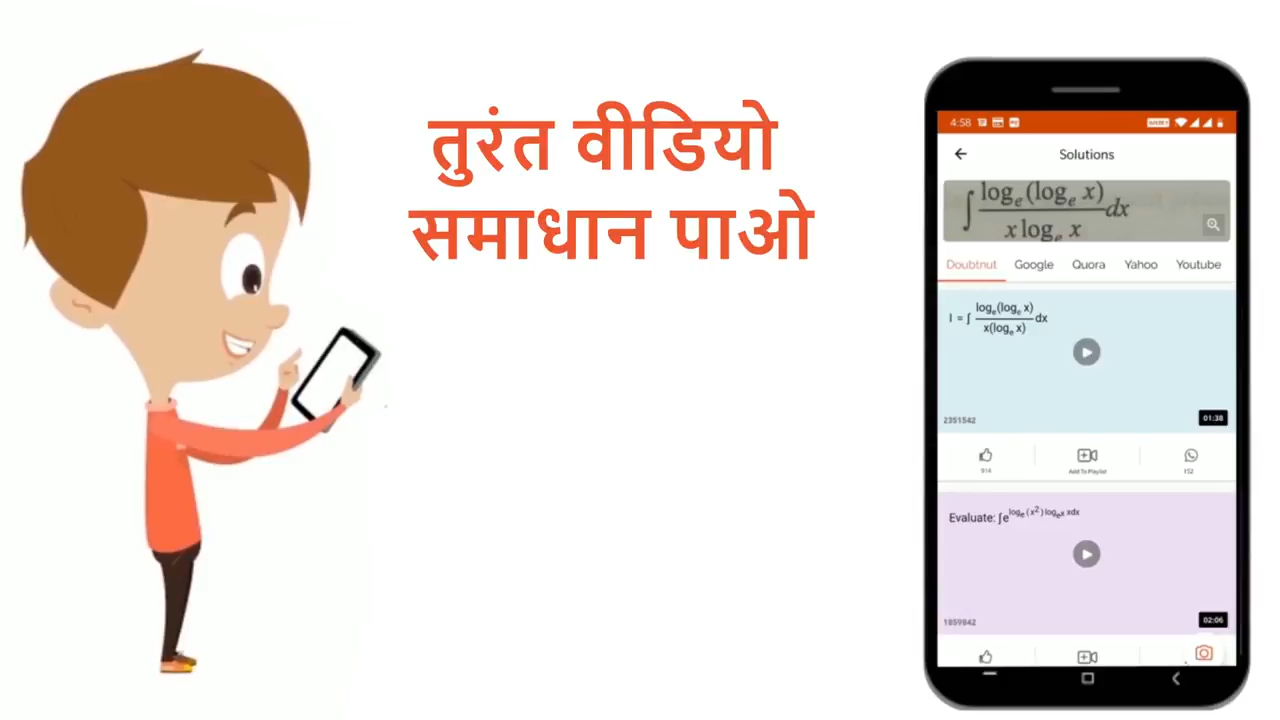 तुरंत वीडियो
समाधान पाओ
4:58
Solutions
∫ logₑ(logₑ x) / x logₑ x dx
Doubtnut Google Quora Yahoo Youtube
I = ∫ logₑ(logₑ x) / x(logₑ x) dx
2351542 01:38
914 Add To Playlist 152
Evaluate: ∫e^logₑ(x²)logₑx xdx
1859842 02:06